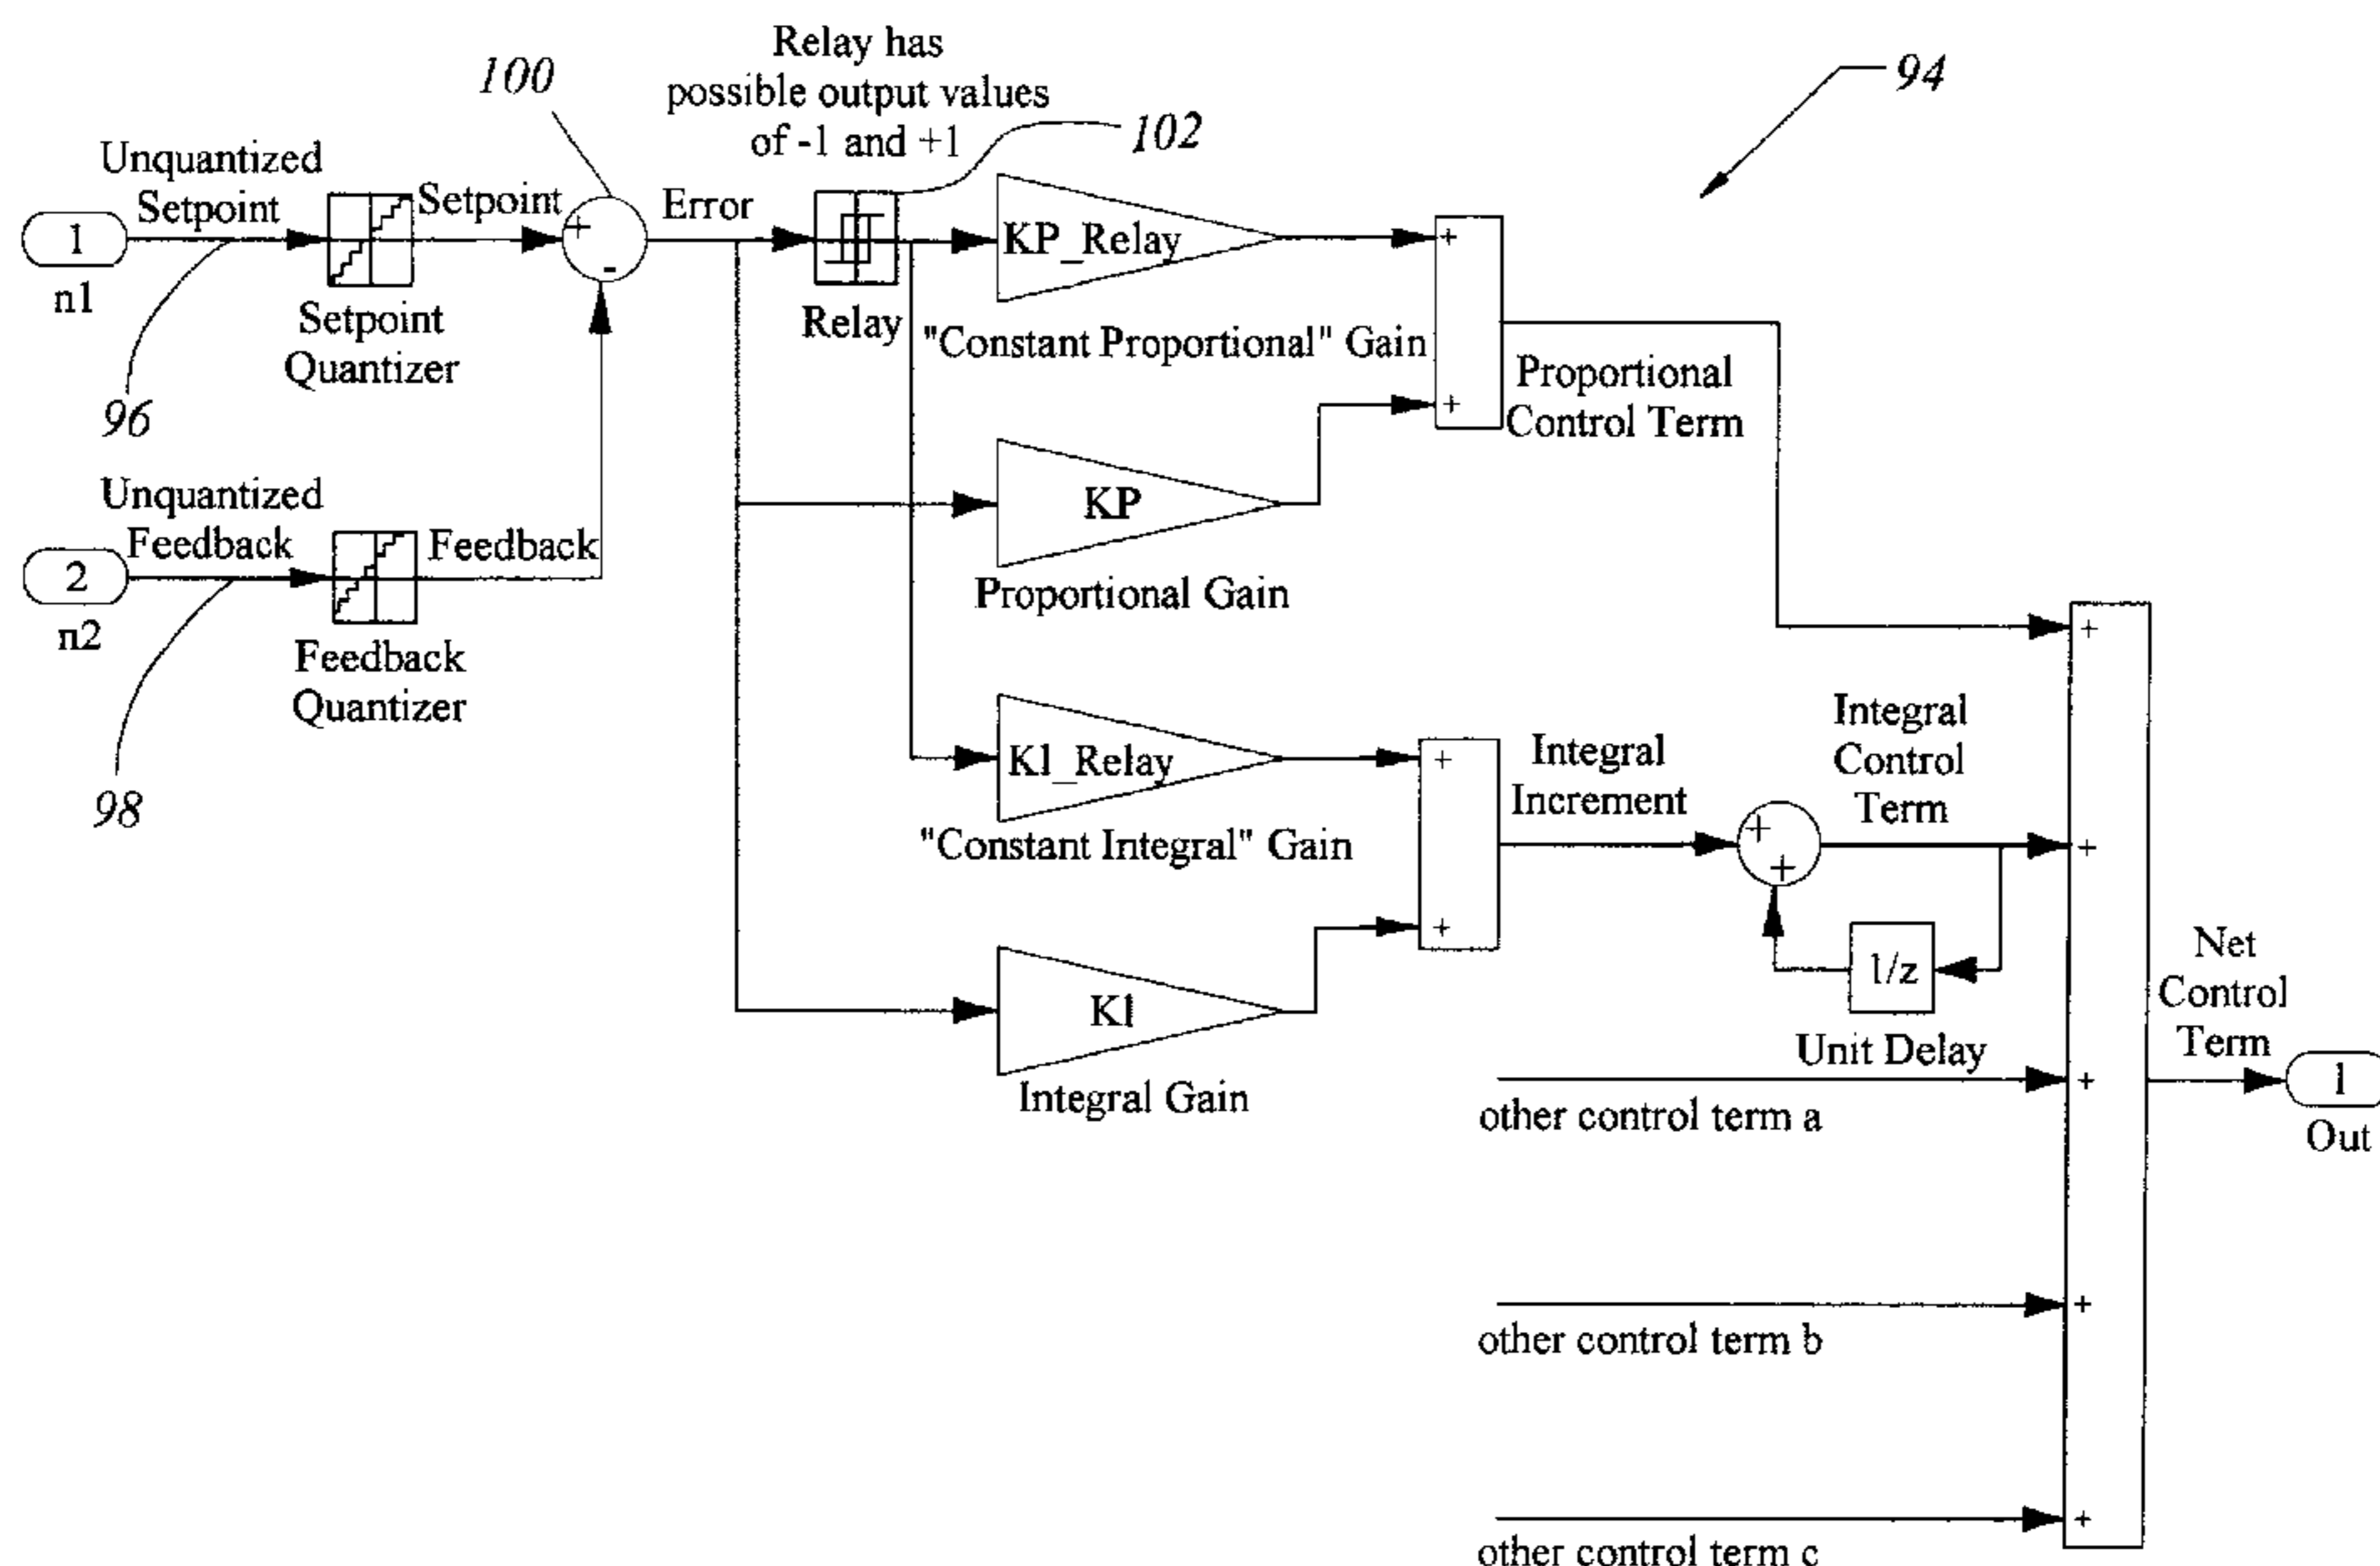 Relay has
possible output values
of -1 and +1
100
94
102
Unquantized
Setpoint
Setpoint
Error
+
-
1
n1
Setpoint
Quantizer
96
Relay
KP_Relay
"Constant Proportional" Gain
+
+
Proportional
Control Term
KP
Proportional Gain
Unquantized
Feedback
Feedback
2
n2
Feedback
Quantizer
98
K1_Relay
"Constant Integral" Gain
+
+
Integral
Increment
Integral
Control
Term
+
+
1/z
Unit Delay
K1
Integral Gain
+
+
+
+
+
other control term a
other control term b
other control term c
Net
Control
Term
1
Out